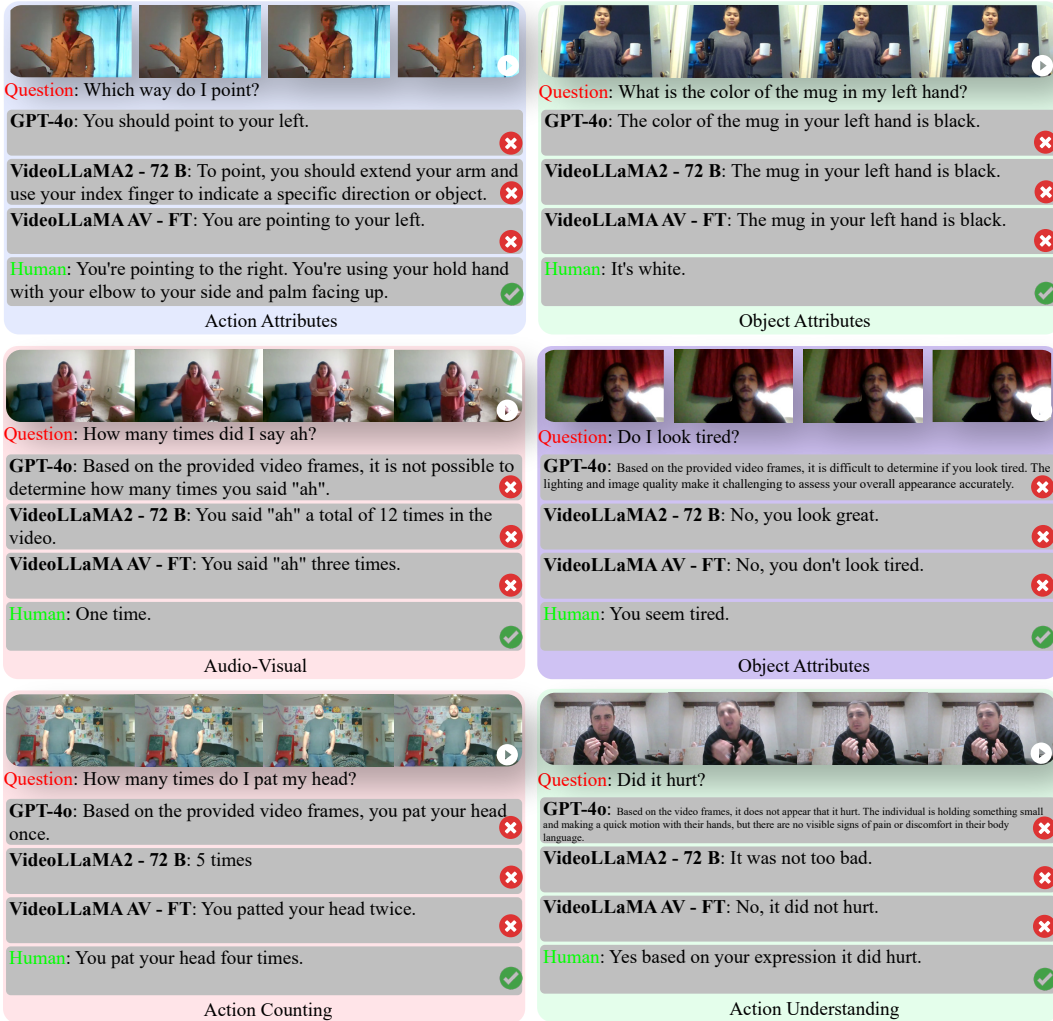 Question: Which way do I point?
GPT-4o: You should point to your left.
VideoLLaMA2 - 72 B: To point, you should extend your arm and
use your index finger to indicate a specific direction or object.
VideoLLaMA AV - FT: You are pointing to your left.
Human: You're pointing to the right. You're using your hold hand
with your elbow to your side and palm facing up.
Action Attributes
Question: What is the color of the mug in my left hand?
GPT-4o: The color of the mug in your left hand is black.
VideoLLaMA2 - 72 B: The mug in your left hand is black.
VideoLLaMA AV - FT: The mug in your left hand is black.
Human: It's white.
Object Attributes
Question: How many times did I say ah?
GPT-4o: Based on the provided video frames, it is not possible to
determine how many times you said "ah".
VideoLLaMA2 - 72 B: You said "ah" a total of 12 times in the
video.
VideoLLaMA AV - FT: You said "ah" three times.
Human: One time.
Audio-Visual
Question: Do I look tired?
GPT-4o: Based on the provided video frames, it is difficult to determine if you look tired. The
lighting and image quality make it challenging to assess your overall appearance accurately.
VideoLLaMA2 - 72 B: No, you look great.
VideoLLaMA AV - FT: No, you don't look tired.
Human: You seem tired.
Object Attributes
Question: How many times do I pat my head?
GPT-4o: Based on the provided video frames, you pat your head
once.
VideoLLaMA2 - 72 B: 5 times
VideoLLaMA AV - FT: You patted your head twice.
Human: You pat your head four times.
Action Counting
Question: Did it hurt?
GPT-4o: Based on the video frames, it does not appear that it hurt. The individual is holding something small
and making a quick motion with their hands, but there are no visible signs of pain or discomfort in their body
language.
VideoLLaMA2 - 72 B: It was not too bad.
VideoLLaMA AV - FT: No, it did not hurt.
Human: Yes based on your expression it did hurt.
Action Understanding